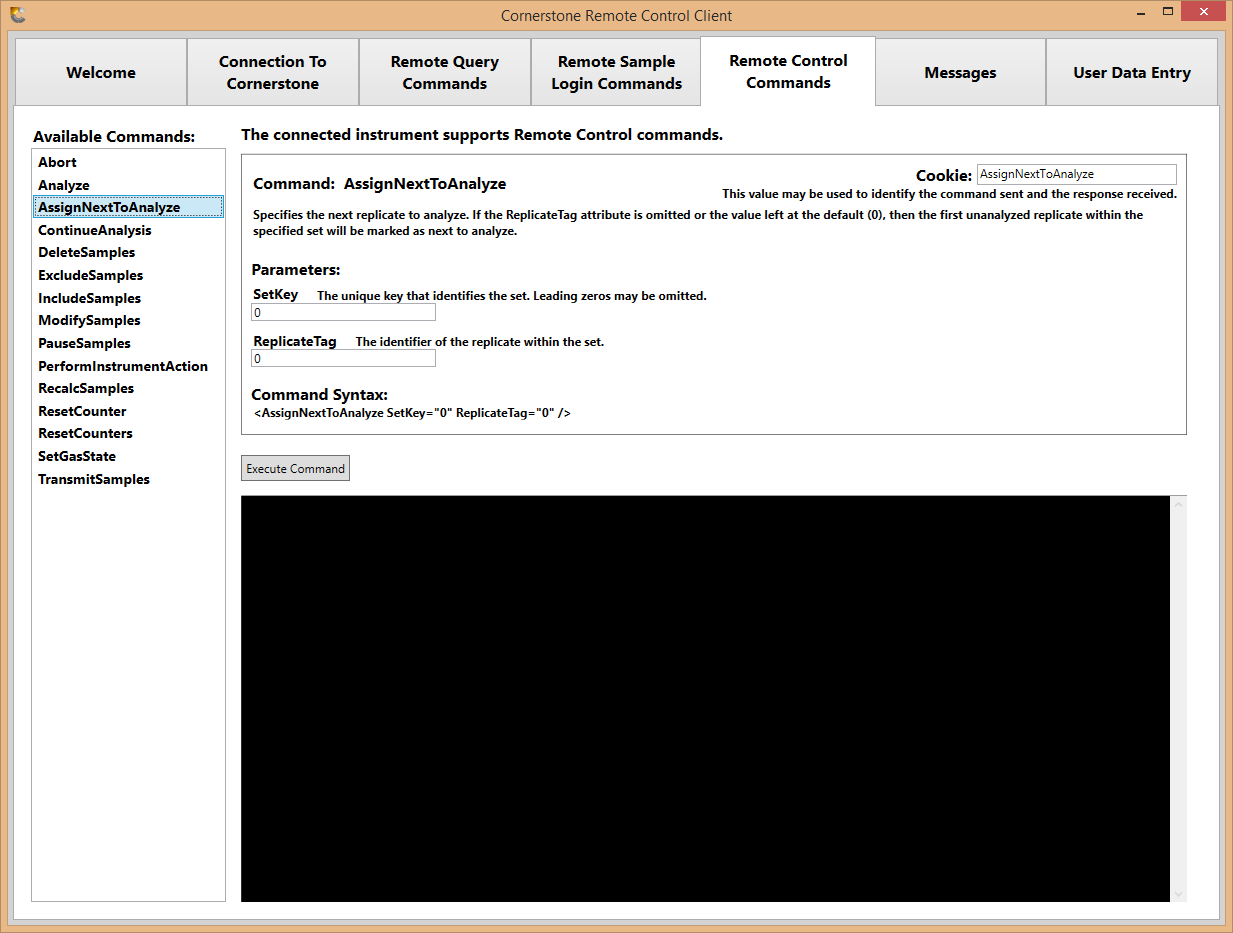 Cornerstone Remote Control Client
Welcome
Connection To
Cornerstone
Remote Query
Commands
Remote Sample
Login Commands
Remote Control
Commands
Messages
User Data Entry
Available Commands:
Abort
Analyze
AssignNextToAnalyze
ContinueAnalysis
DeleteSamples
ExcludeSamples
IncludeSamples
ModifySamples
PauseSamples
PerformInstrumentAction
RecalcSamples
ResetCounter
ResetCounters
SetGasState
TransmitSamples
The connected instrument supports Remote Control commands.
Command: AssignNextToAnalyze
Cookie: AssignNextToAnalyze
This value may be used to identify the command sent and the response received.
Specifies the next replicate to analyze. If the ReplicateTag attribute is omitted or the value left at the default (0), then the first unanalyzed replicate within the
specified set will be marked as next to analyze.
Parameters:
SetKey The unique key that identifies the set. Leading zeros may be omitted.
0
ReplicateTag The identifier of the replicate within the set.
0
Command Syntax:
<AssignNextToAnalyze SetKey="0" ReplicateTag="0" />
Execute Command